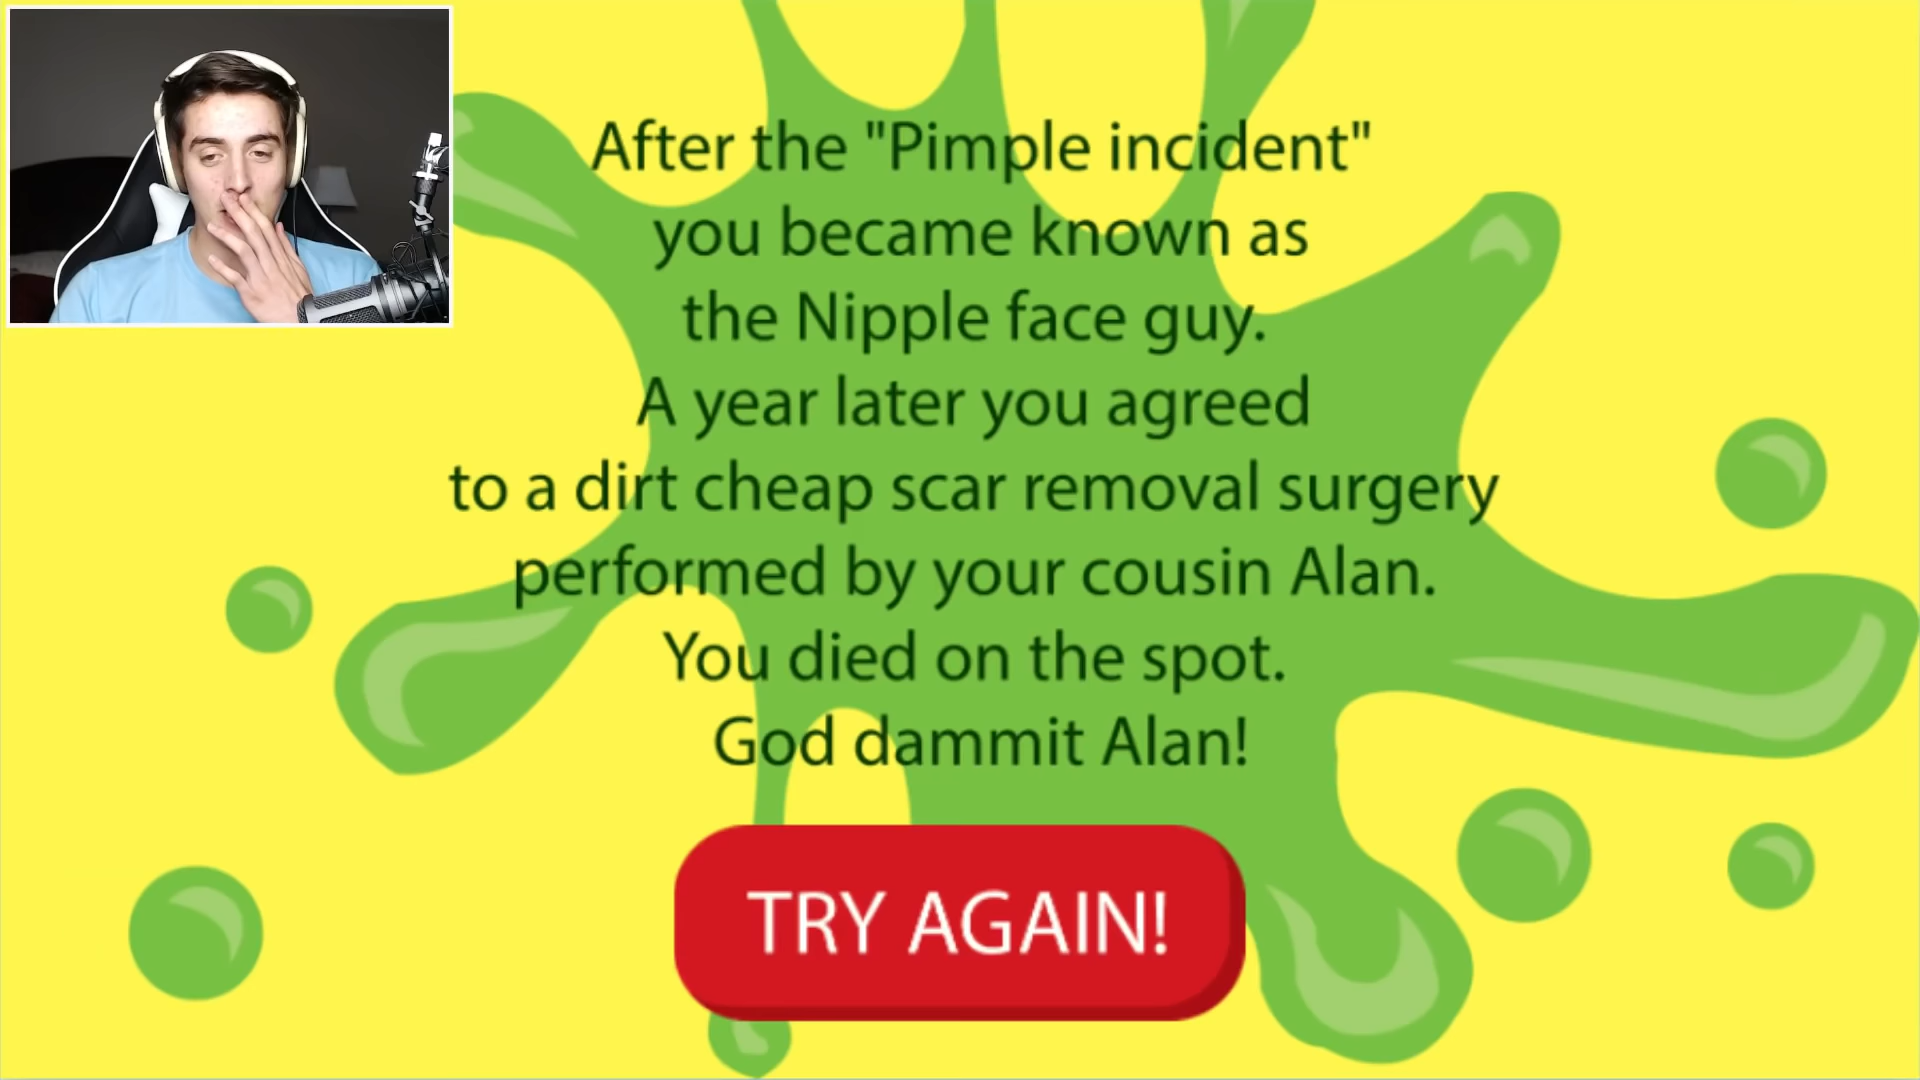 After the "Pimple incident"
you became known as
the Nipple face guy.
A year later you agreed
to a dirt cheap scar removal surgery
performed by your cousin Alan.
You died on the spot.
God dammit Alan!
TRY AGAIN!